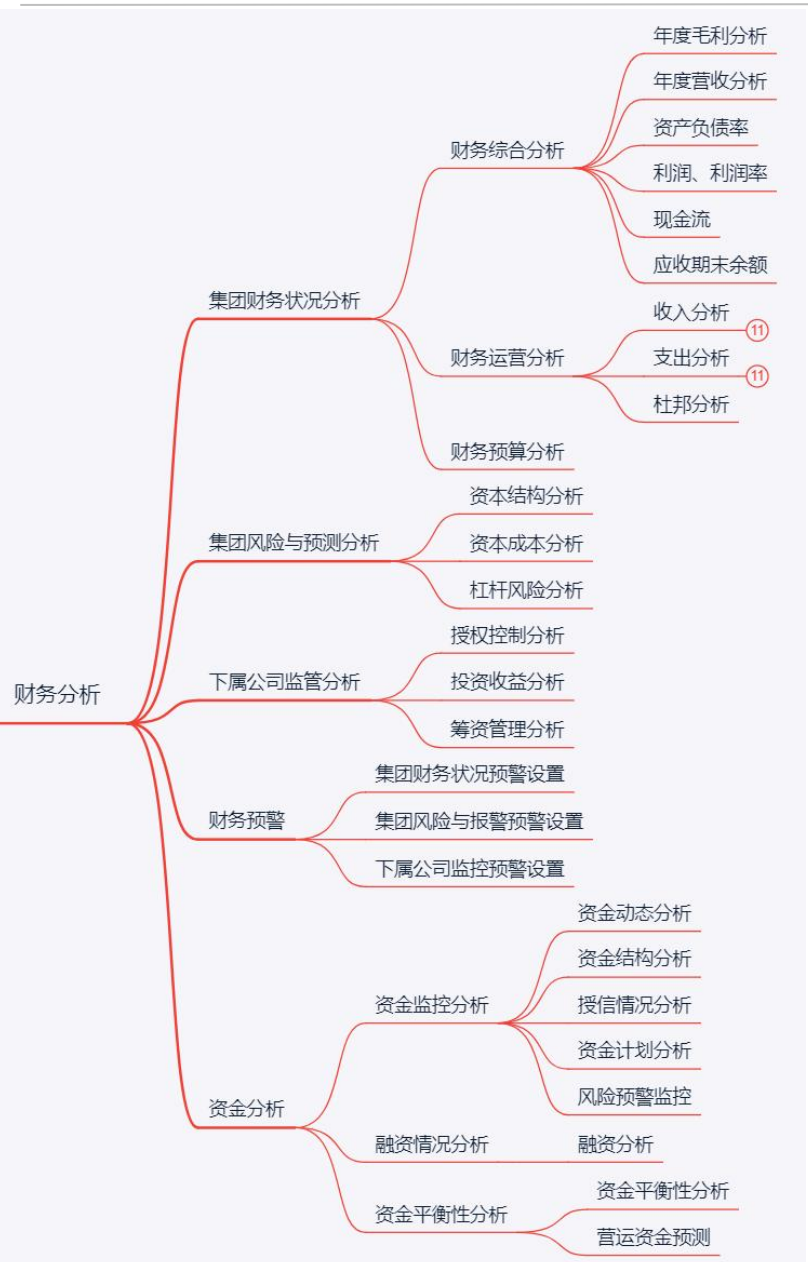 年度毛利分析
年度营收分析
资产负债率
财务综合分析
利润、利润率
现金流
应收期末余额
集团财务状况分析
收入分析
11
财务运营分析
支出分析
11
杜邦分析
财务预算分析
资本结构分析
集团风险与预测分析
资本成本分析
杠杆风险分析
授权控制分析
下属公司监管分析
投资收益分析
财务分析
筹资管理分析
集团财务状况预警设置
财务预警
集团风险与报警预警设置
下属公司监控预警设置
资金动态分析
资金结构分析
资金监控分析
授信情况分析
资金计划分析
风险预警监控
资金分析
融资情况分析
融资分析
资金平衡性分析
资金平衡性分析
营运资金预测